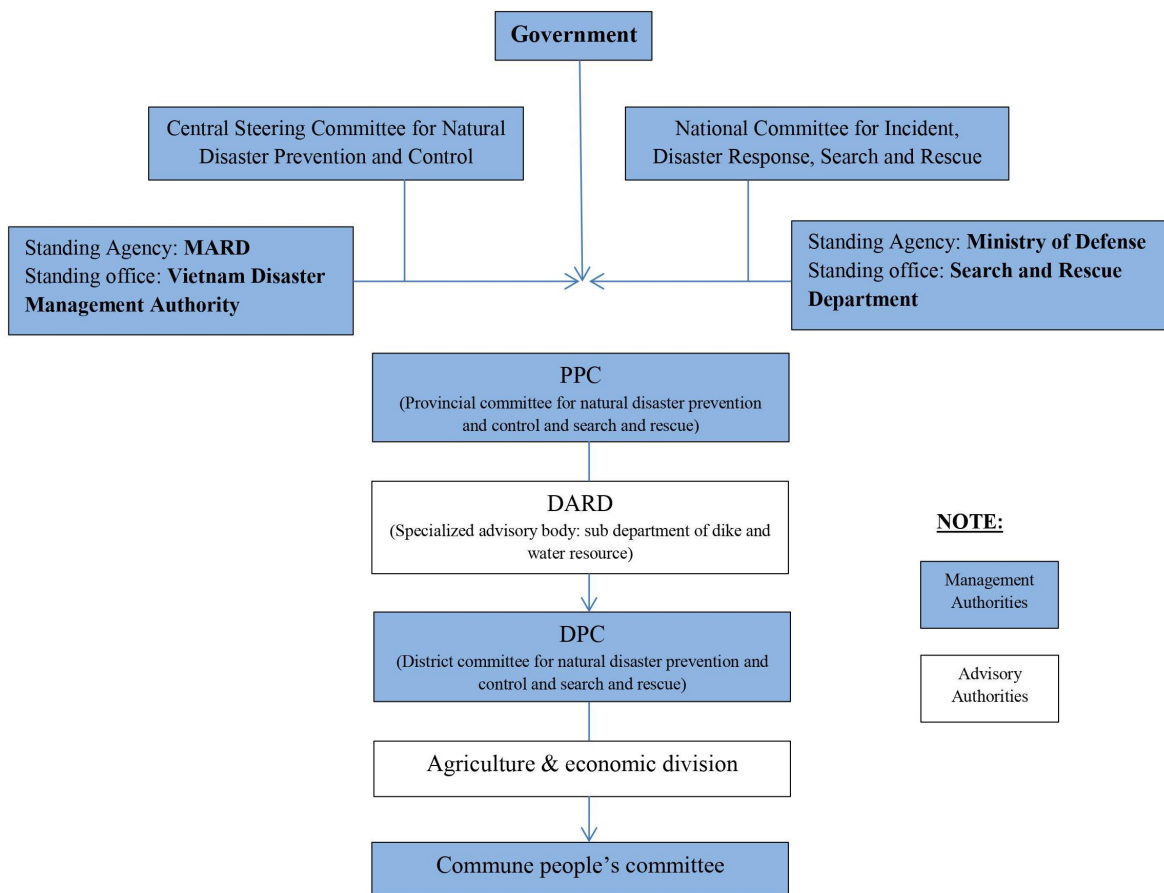 Government
Central Steering Committee for Natural
Disaster Prevention and Control
National Committee for Incident,
Disaster Response, Search and Rescue
Standing Agency: MARD
Standing office: Vietnam Disaster
Management Authority
Standing Agency: Ministry of Defense
Standing office: Search and Rescue
Department
PPC
(Provincial committee for natural disaster prevention
and control and search and rescue)
DARD
(Specialized advisory body: sub department of dike and
water resource)
NOTE:
Management
Authorities
DPC
(District committee for natural disaster prevention and
control and search and rescue)
Advisory
Authorities
Agriculture & economic division
Commune people’s committee